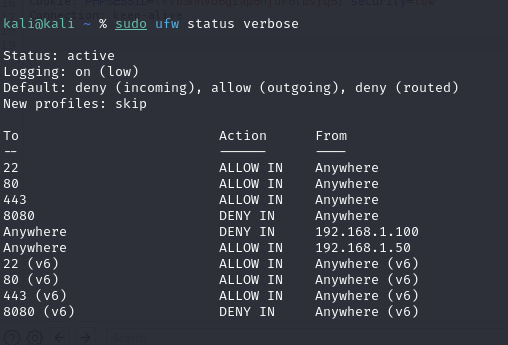 kali@kali ~ % sudo ufw status verbose
Status: active
Logging: on (low)
Default: deny (incoming), allow (outgoing), deny (routed)
New profiles: skip
To Action From
-- ------ ----
22 ALLOW IN Anywhere
80 ALLOW IN Anywhere
443 ALLOW IN Anywhere
8080 DENY IN Anywhere
Anywhere DENY IN 192.168.1.100
Anywhere ALLOW IN 192.168.1.50
22 (v6) ALLOW IN Anywhere (v6)
80 (v6) ALLOW IN Anywhere (v6)
443 (v6) ALLOW IN Anywhere (v6)
8080 (v6) DENY IN Anywhere (v6)